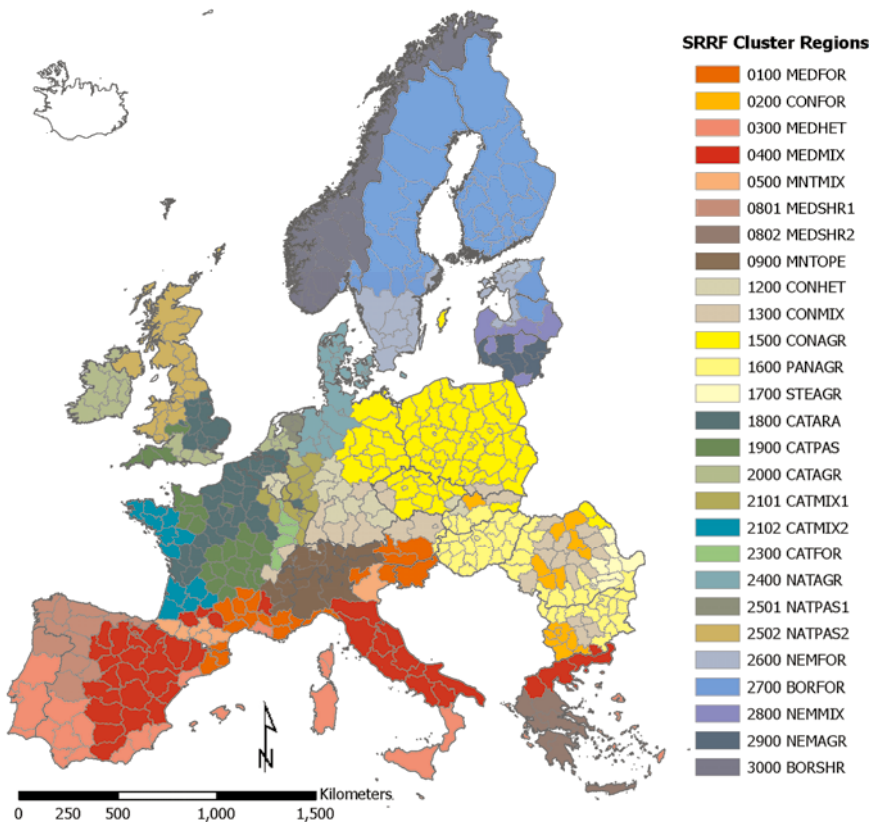 SRRF Cluster Regions
0100 MEDFOR
0200 CONFOR
0300 MEDHET
0400 MEDMIX
0500 MNTMIX
0801 MEDSHR1
0802 MEDSHR2
0900 MNTOPE
1200 CONHET
1300 CONMIX
1500 CONAGR
1600 PANAGR
1700 STEAGR
1800 CATARA
1900 CATPAS
2000 CATAGR
2101 CATMIX1
2102 CATMIX2
2300 CATFOR
2400 NATAGR
2501 NATPAS1
2502 NATPAS2
2600 NEMFOR
2700 BORFOR
2800 NEMMIX
2900 NEMAGR
3000 BORSHR
N
Kilometers
0 250 500 1,000 1,500